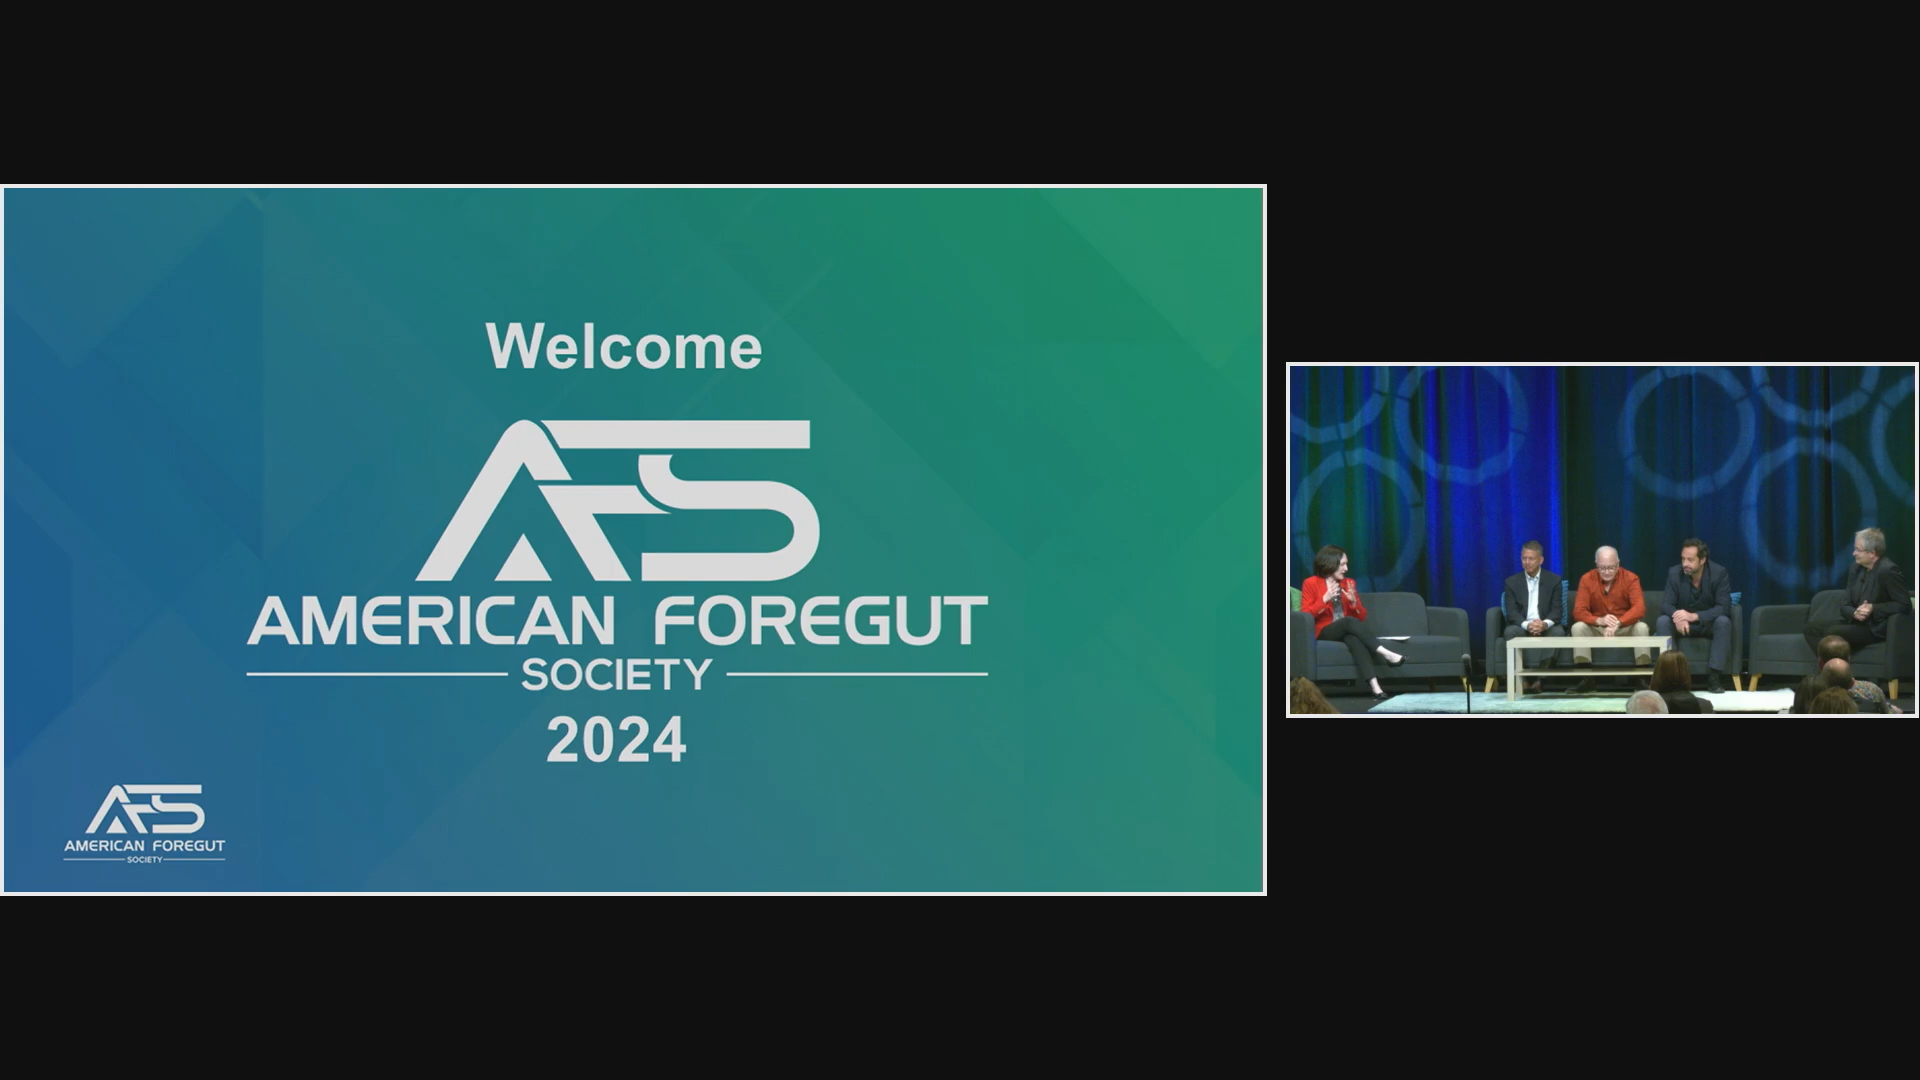 Welcome
AFS
AMERICAN FOREGUT
SOCIETY
2024
AFS
AMERICAN FOREGUT
SOCIETY